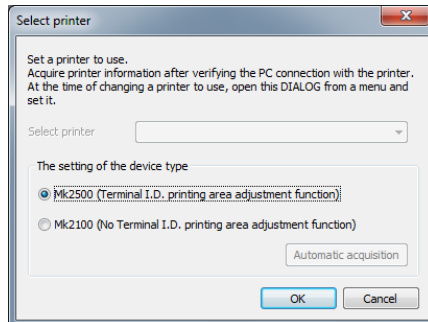 Select printer
Set a printer to use.
Acquire printer information after verifying the PC connection with the printer.
At the time of changing a printer to use, open this DIALOG from a menu and
set it.
Select printer
The setting of the device type
Mk2500 (Terminal I.D. printing area adjustment function)
Mk2100 (No Terminal I.D. printing area adjustment function)
Automatic acquisition
OK
Cancel